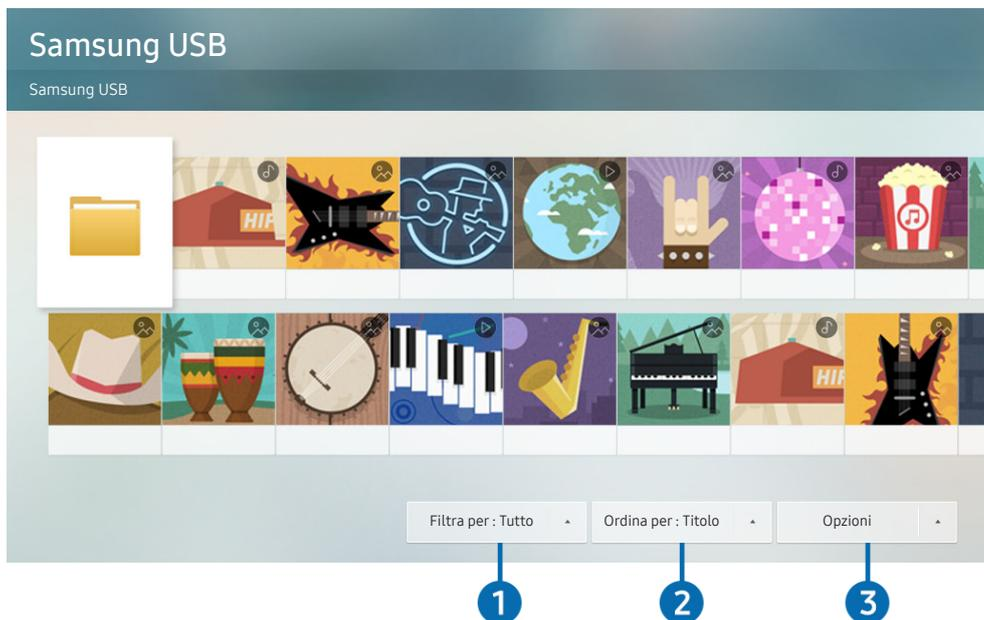 Samsung USB
Samsung USB
HIP
HIP
Filtra per : Tutto
Ordina per : Titolo
Opzioni
1
2
3